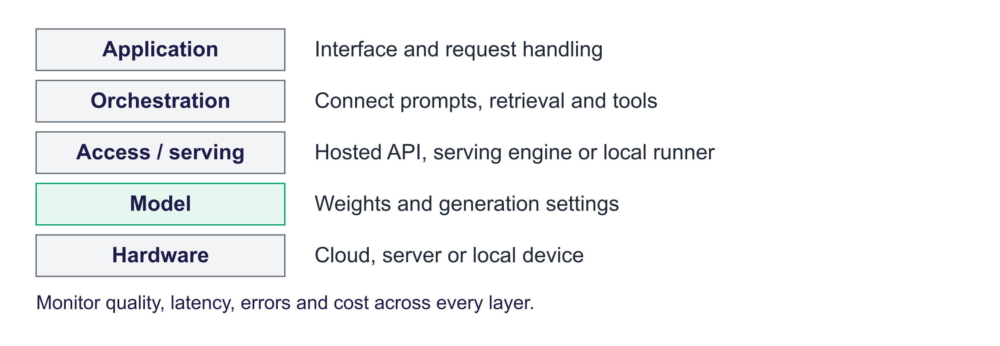 Application Interface and request handling
Orchestration Connect prompts, retrieval and tools
Access / serving Hosted API, serving engine or local runner
Model Weights and generation settings
Hardware Cloud, server or local device
Monitor quality, latency, errors and cost across every layer.